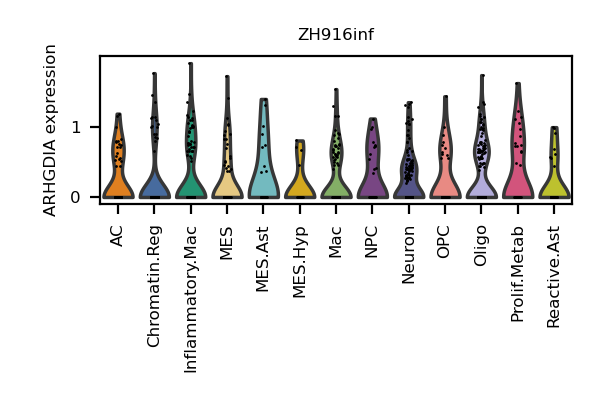 ZH916inf
ARHGDIA expression
1
0
AC
Chromatin.Reg
Inflammatory.Mac
MES
MES.Ast
MES.Hyp
Mac
NPC
Neuron
OPC
Oligo
Prolif.Metab
Reactive.Ast